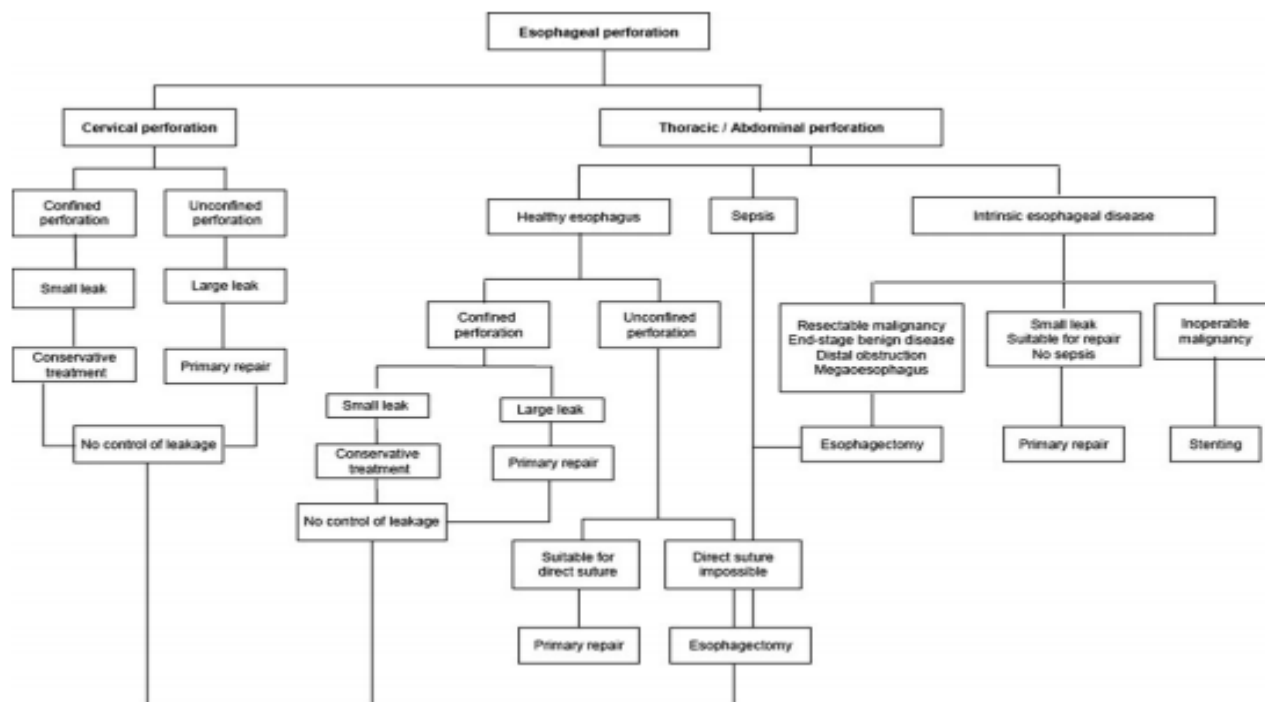 Esophageal perforation
Cervical perforation
Thoracic / Abdominal perforation
Confined
perforation
Unconfined
perforation
Healthy esophagus
Sepsis
Intrinsic esophageal disease
Small leak
Large leak
Confined
perforation
Unconfined
perforation
Resectable malignancy
End-stage benign disease
Distal obstruction
Megaoesophagus
Small leak
Suitable for repair
No sepsis
Inoperable
malignancy
Conservative
treatment
Primary repair
Small leak
Large leak
No control of leakage
Conservative
treatment
Primary repair
Esophagectomy
Primary repair
Stenting
No control of leakage
Suitable for
direct suture
Direct suture
impossible
Primary repair
Esophagectomy